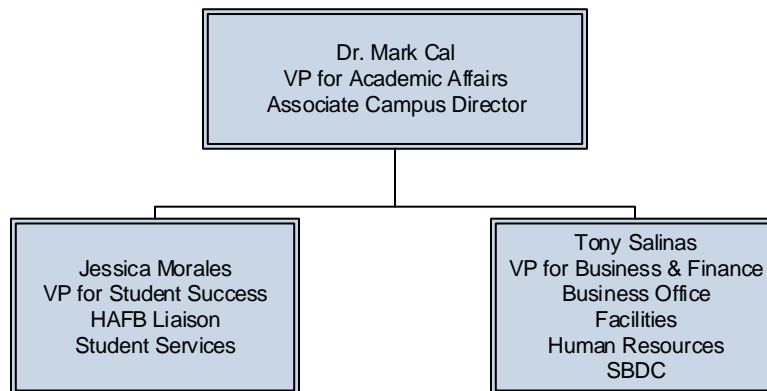 Dr. Mark Cal
VP for Academic Affairs
Associate Campus Director
Jessica Morales
VP for Student Success
HAFB Liaison
Student Services
Tony Salinas
VP for Business & Finance
Business Office
Facilities
Human Resources
SBDC